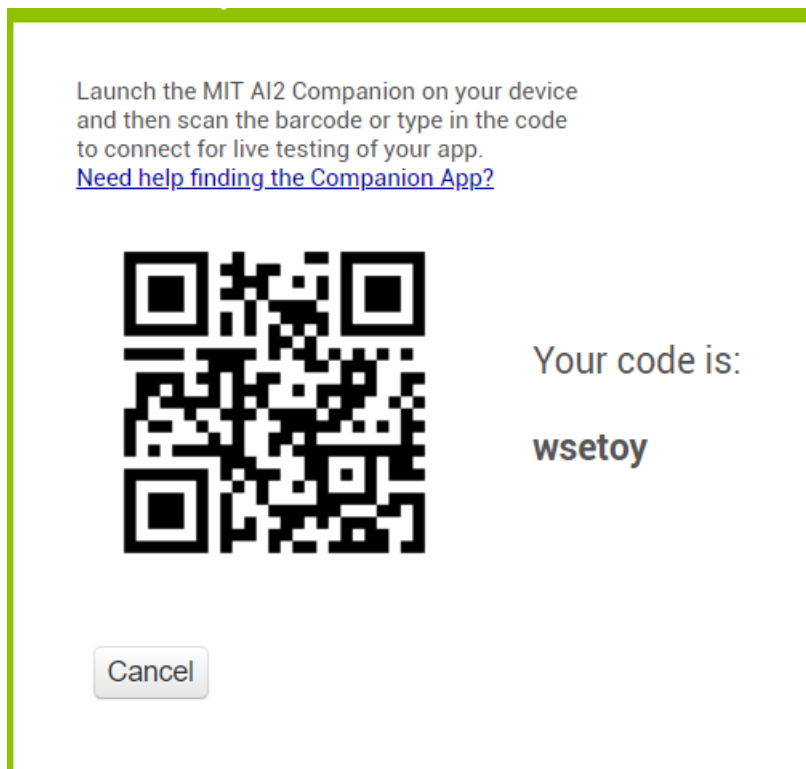 Launch the MIT AI2 Companion on your device
and then scan the barcode or type in the code
to connect for live testing of your app.
Need help finding the Companion App?
Your code is:
wsetoy
Cancel